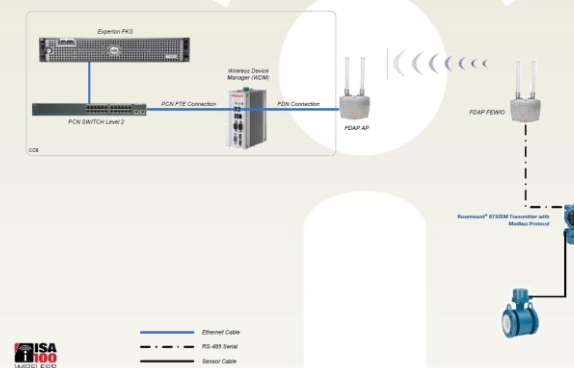 Experion PKS
Wireless Device
Manager (WDM)
PCN FTE Connection
FDN Connection
PCN SWITCH Level 2
FDAP AP
FDAP FEWIO
CCB
Rosemount® 8732EM Transmitter with
Modbus Protocol
Ethernet Cable
RS-485 Serial
Sensor Cable
ISA
100
WIRELESS